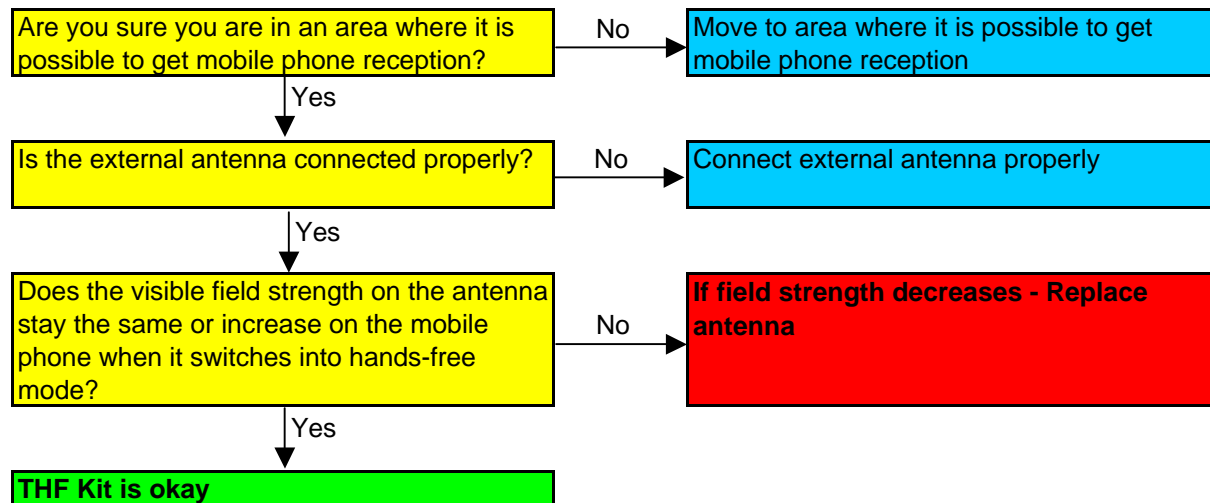 Are you sure you are in an area where it is
possible to get mobile phone reception?
No
Move to area where it is possible to get
mobile phone reception
Yes
Is the external antenna connected properly?
No
Connect external antenna properly
Yes
Does the visible field strength on the antenna
stay the same or increase on the mobile
phone when it switches into hands-free
mode?
No
If field strength decreases - Replace
antenna
Yes
THF Kit is okay